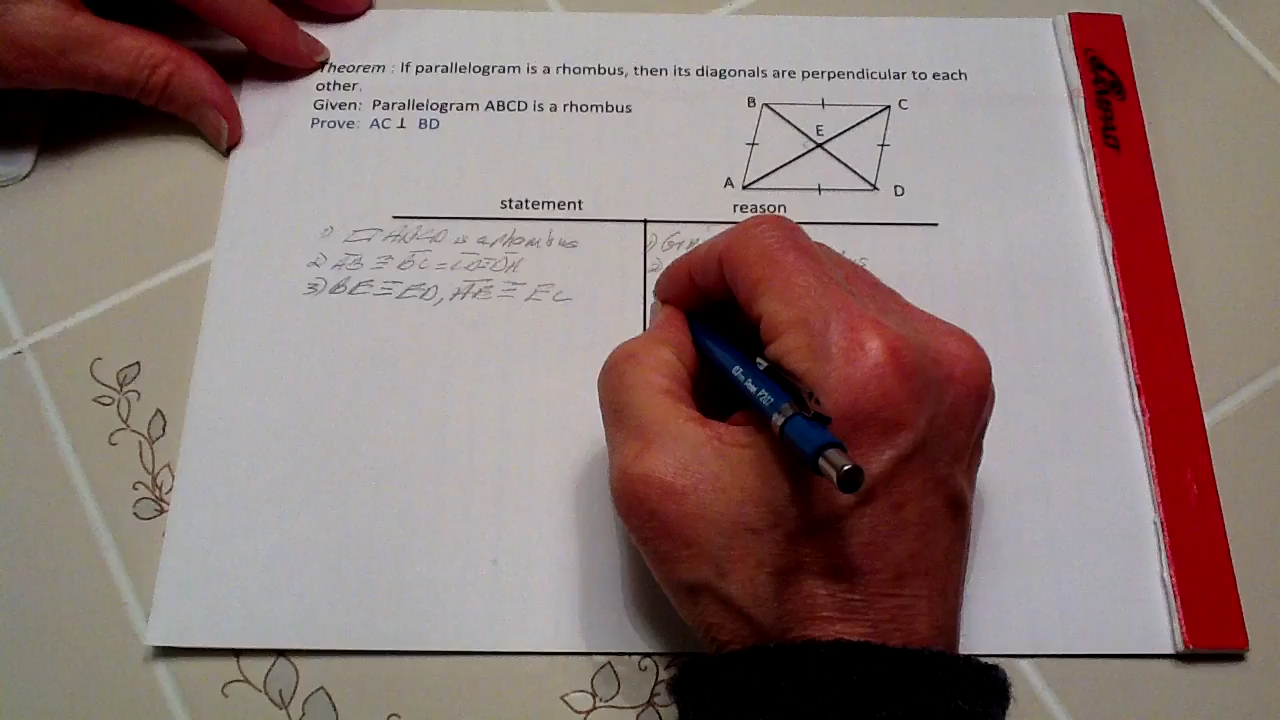 Theorem : If parallelogram is a rhombus, then its diagonals are perpendicular to each
other.
Given: Parallelogram ABCD is a rhombus
Prove: AC ⊥ BD
B C
E
A D
statement reason
1) ▱ ABCD is a rhombus 1)
2) AB ≅ BC ≅ CD ≅ DA 2)
3) BE ≅ ED, AE ≅ EC